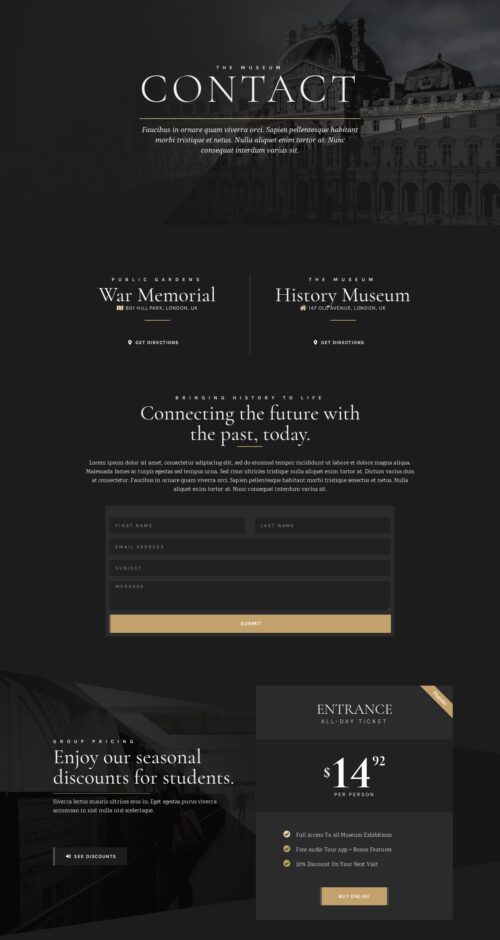 THE MUSEUM
CONTACT
Faucibus in ornare quam viverra orci. Sapien pellentesque habitant
morbi tristique et netus. Nulla aliquet enim tortor at. Nunc
consequat interdum varius sit.
PUBLIC GARDENS
War Memorial
801 HILL PARK, LONDON, UK
GET DIRECTIONS
THE MUSEUM
History Museum
147 OLD AVENUE, LONDON, UK
GET DIRECTIONS
BRINGING HISTORY TO LIFE
Connecting the future with
the past, today.
Lorem ipsum dolor sit amet, consectetur adipiscing elit, sed do eiusmod tempor incididunt ut labore et dolore magna aliqua.
Malesuada fames ac turpis egestas sed tempus urna. Sed risus ultricies tristique nulla aliquet enim tortor at. Dictum varius duis
at consectetur. Faucibus in ornare quam viverra orci. Sapien pellentesque habitant morbi tristique senectus et netus. Nulla
aliquet enim tortor at. Nunc consequat interdum varius sit.
FIRST NAME
LAST NAME
EMAIL ADDRESS
SUBJECT
MESSAGE
SUBMIT
GROUP PRICING
Enjoy our seasonal
discounts for students.
Siverra lectus mauris ultrices eros in. Eget egestas purus viverra
accumsan in nisl nulla nisi scelerisque.
SEE DISCOUNTS
ENTRANCE
ALL-DAY TICKET
$14 92
PER PERSON
Full Access To All Museum Exhibitions
Free Audio Tour App + Bonus Features
20% Discount On Your Next Visit
BUY ONLINE